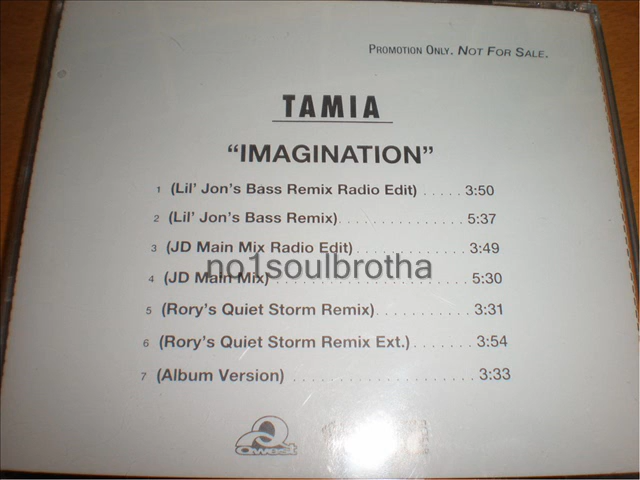 PROMOTION ONLY. NOT FOR SALE.
TAMIA
"IMAGINATION"
1 (Lil' Jon's Bass Remix Radio Edit) ..... 3:50
2 (Lil' Jon's Bass Remix)............... 5:37
3 (JD Main Mix Radio Edit)............. 3:49
no1soulbrotha
4 (JD Main Mix) ...................... 5:30
5 (Rory's Quiet Storm Remix)........... 3:31
6 (Rory's Quiet Storm Remix Ext.)....... 3:54
7 (Album Version) ................... 3:33
Qwest